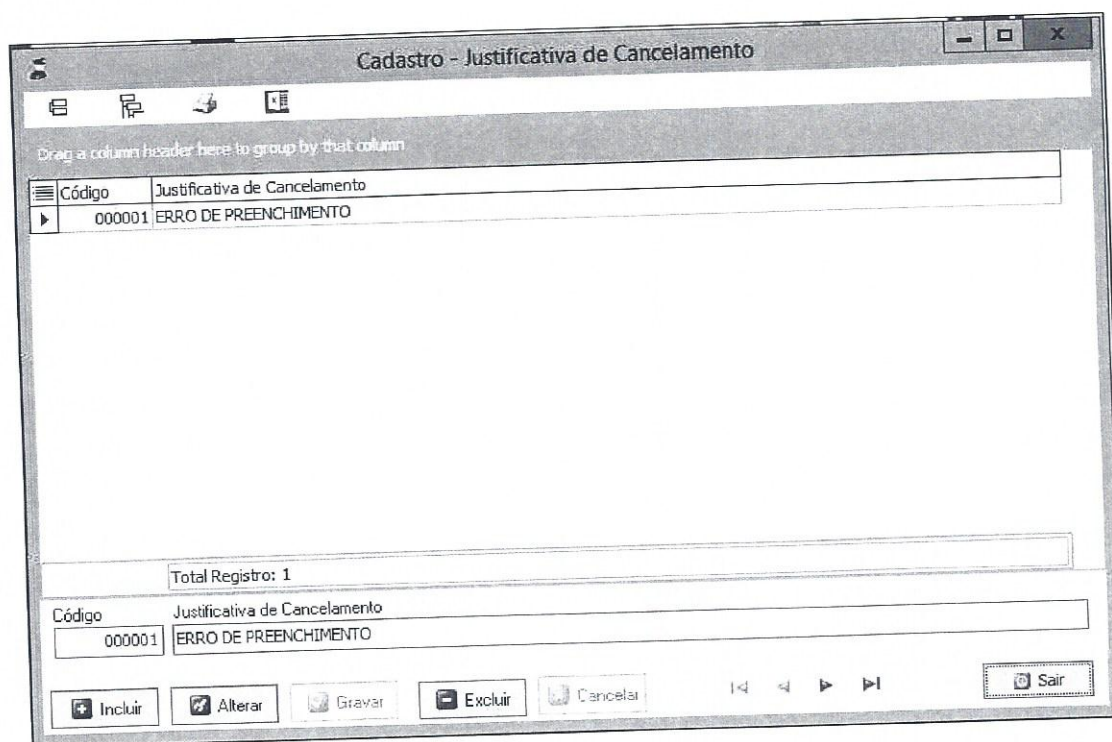 Cadastro - Justificativa de Cancelamento
Drag a column header here to group by that column
Código Justificativa de Cancelamento
000001 ERRO DE PREENCHIMENTO
Total Registro: 1
Código Justificativa de Cancelamento
000001 ERRO DE PREENCHIMENTO
Incluir Alterar Gravar Excluir Cancelar Sair